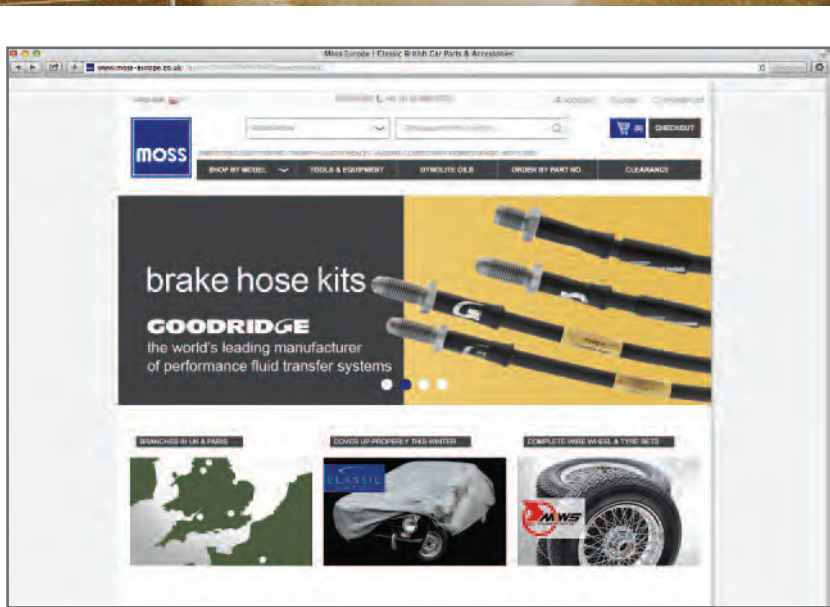 Moss Europe | Classic British Car Parts & Accessories
www.moss-europe.co.uk
moss
(0)
CHECKOUT
SHOP BY MODEL
TOOLS & EQUIPMENT
DYNOLITE OILS
ORDER BY PART NO.
CLEARANCE
brake hose kits
GOODRIDGE
the world's leading manufacturer
of performance fluid transfer systems
BRANCHES IN UK & PARIS
COVER UP PROPERLY THIS WINTER
COMPLETE WIRE WHEEL & TYRE SETS
CLASSIC
MWS